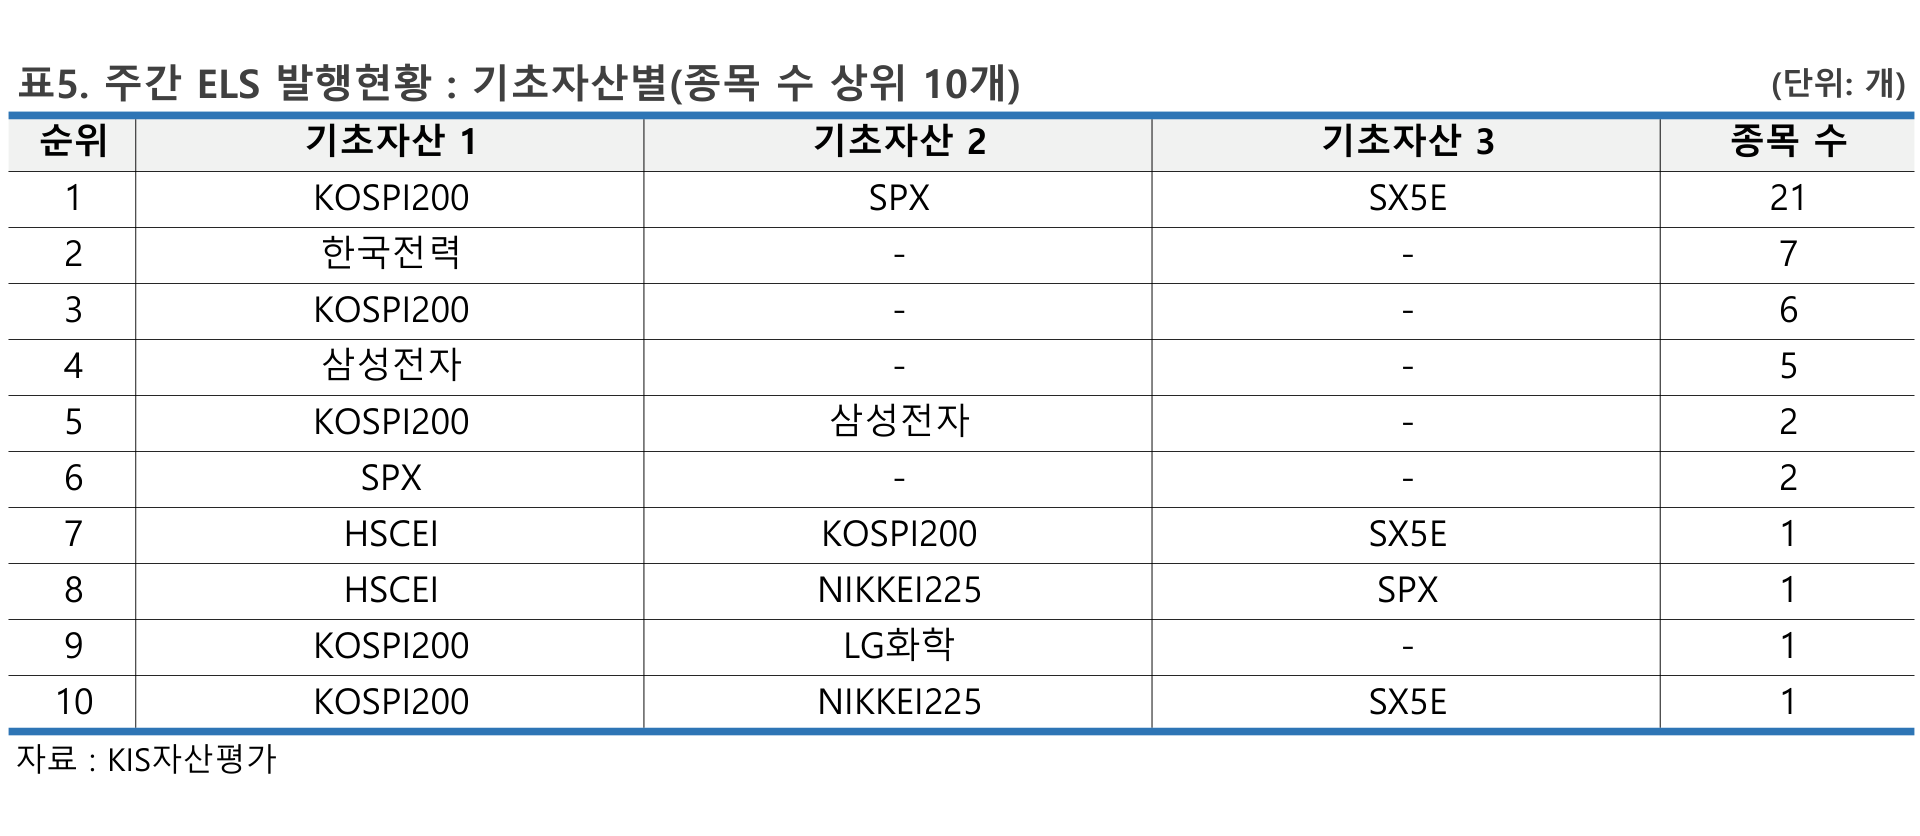 표5. 주간 ELS 발행현황 : 기초자산별(종목 수 상위 10개) (단위: 개)
순위 기초자산 1 기초자산 2 기초자산 3 종목 수
1 KOSPI200 SPX SX5E 21
2 한국전력 - - 7
3 KOSPI200 - - 6
4 삼성전자 - - 5
5 KOSPI200 삼성전자 - 2
6 SPX - - 2
7 HSCEI KOSPI200 SX5E 1
8 HSCEI NIKKEI225 SPX 1
9 KOSPI200 LG화학 - 1
10 KOSPI200 NIKKEI225 SX5E 1
자료 : KIS자산평가